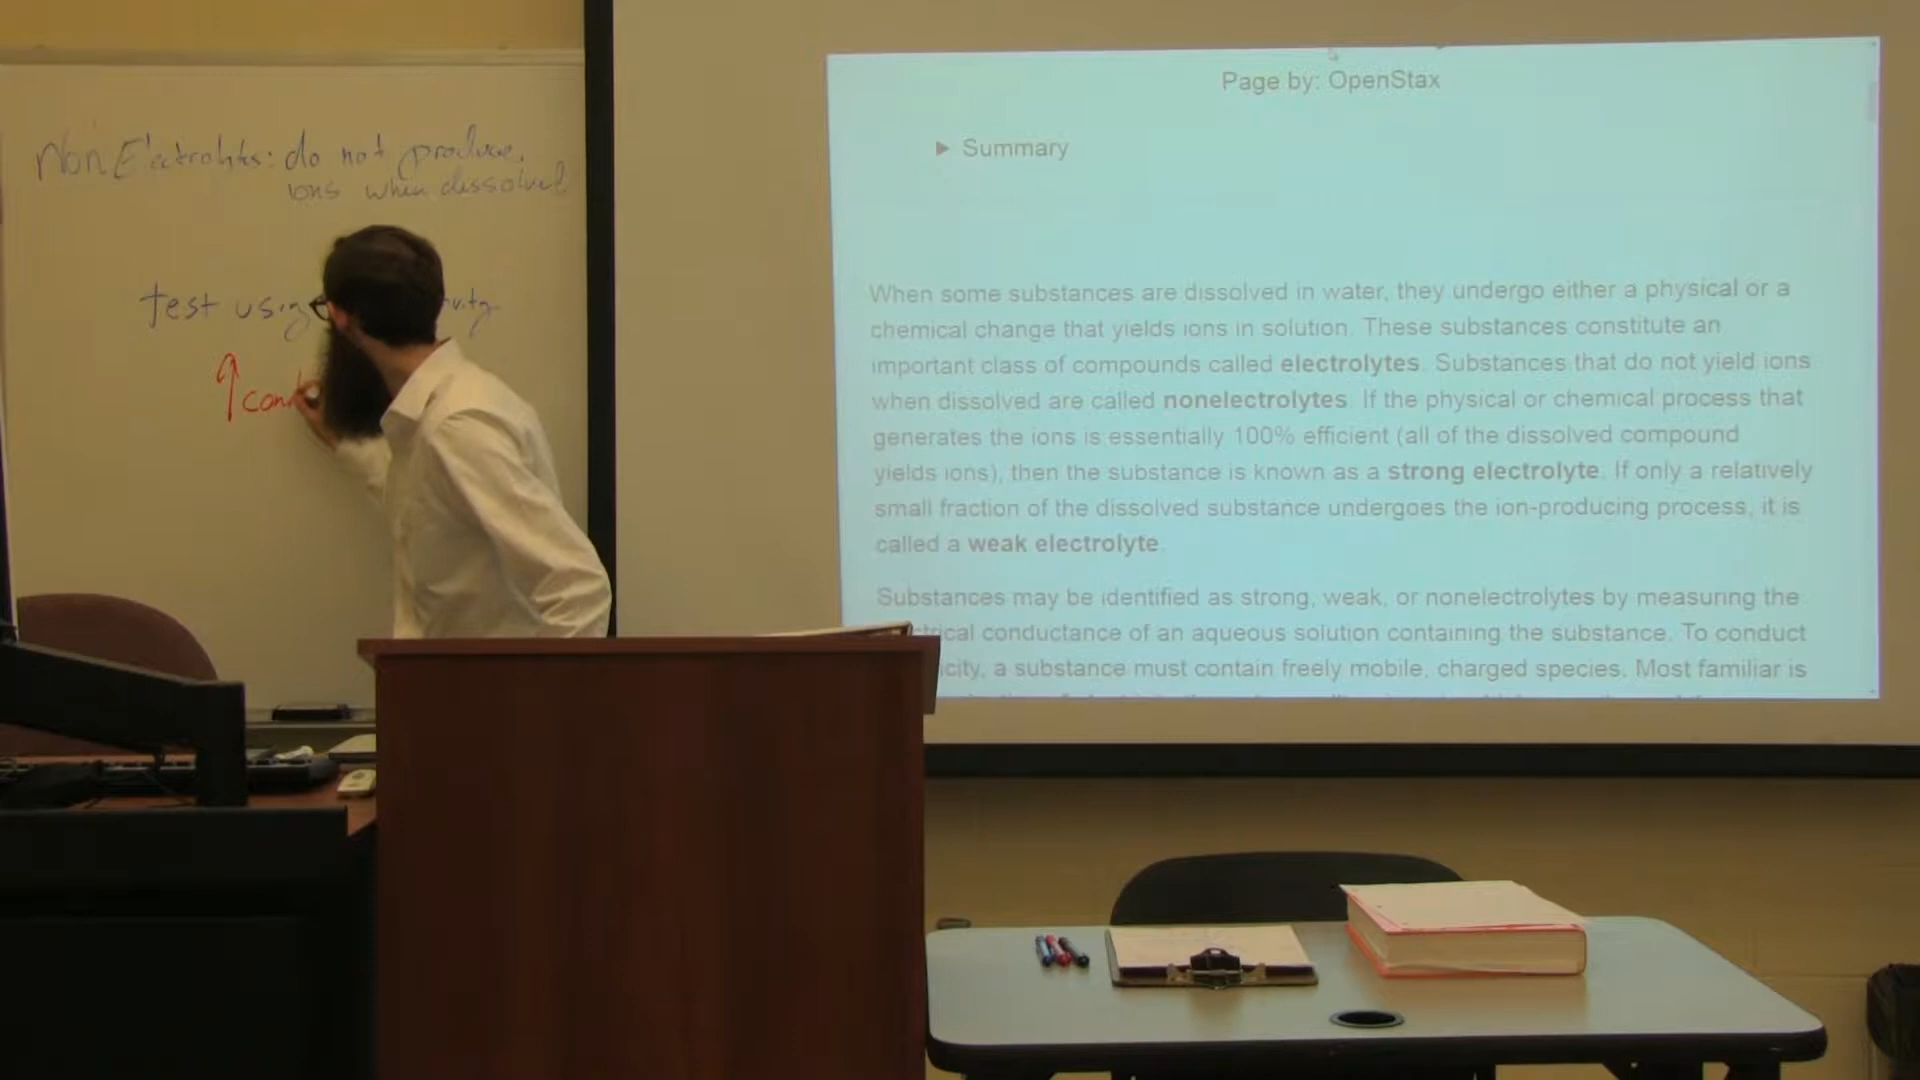 Non Electrolytes: do not produce
ions when dissolved
test using
Page by: OpenStax
▶ Summary
When some substances are dissolved in water, they undergo either a physical or a
chemical change that yields ions in solution. These substances constitute an
important class of compounds called electrolytes. Substances that do not yield ions
when dissolved are called nonelectrolytes. If the physical or chemical process that
generates the ions is essentially 100% efficient (all of the dissolved compound
yields ions), then the substance is known as a strong electrolyte. If only a relatively
small fraction of the dissolved substance undergoes the ion-producing process, it is
called a weak electrolyte.
Substances may be identified as strong, weak, or nonelectrolytes by measuring the
conductance of an aqueous solution containing the substance. To conduct
a substance must contain freely mobile, charged species. Most familiar is